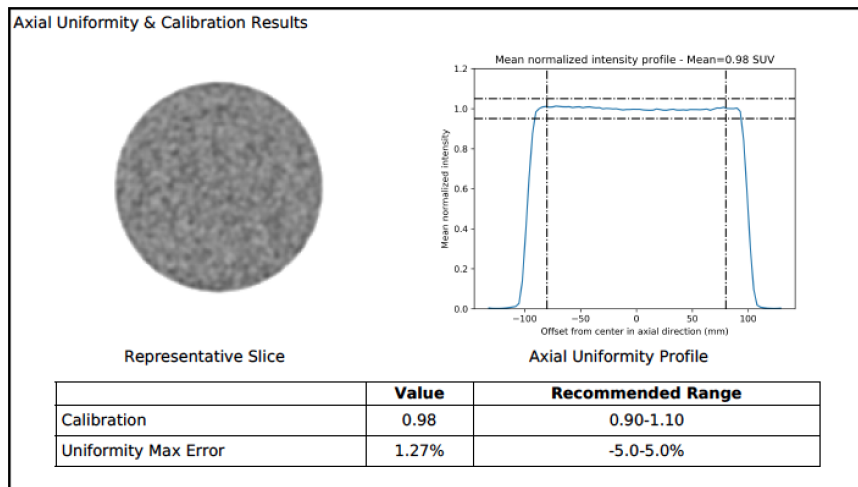 Axial Uniformity & Calibration Results
Mean normalized intensity profile - Mean=0.98 SUV
1.2
1.0
0.8
0.6
0.4
0.2
0.0
Mean normalized intensity
−100 −50 0 50 100
Offset from center in axial direction (mm)
Representative Slice
Axial Uniformity Profile
Value Recommended Range
Calibration 0.98 0.90-1.10
Uniformity Max Error 1.27% -5.0-5.0%